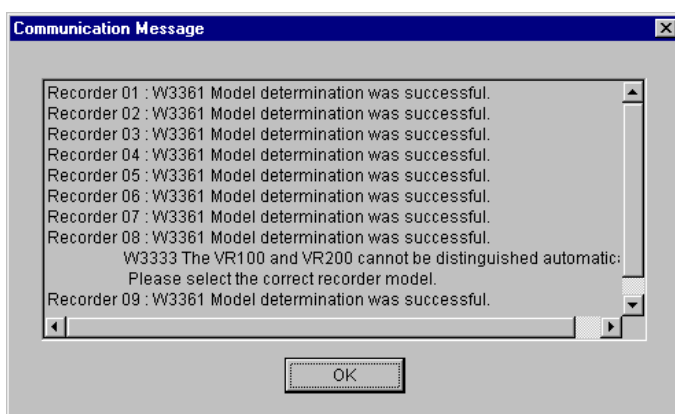 Communication Message
Recorder 01 : W3361 Model determination was successful.
Recorder 02 : W3361 Model determination was successful.
Recorder 03 : W3361 Model determination was successful.
Recorder 04 : W3361 Model determination was successful.
Recorder 05 : W3361 Model determination was successful.
Recorder 06 : W3361 Model determination was successful.
Recorder 07 : W3361 Model determination was successful.
Recorder 08 : W3361 Model determination was successful.
W3333 The VR100 and VR200 cannot be distinguished
Please select the correct recorder model.
Recorder 09 : W3361 Model determination was successful.
OK